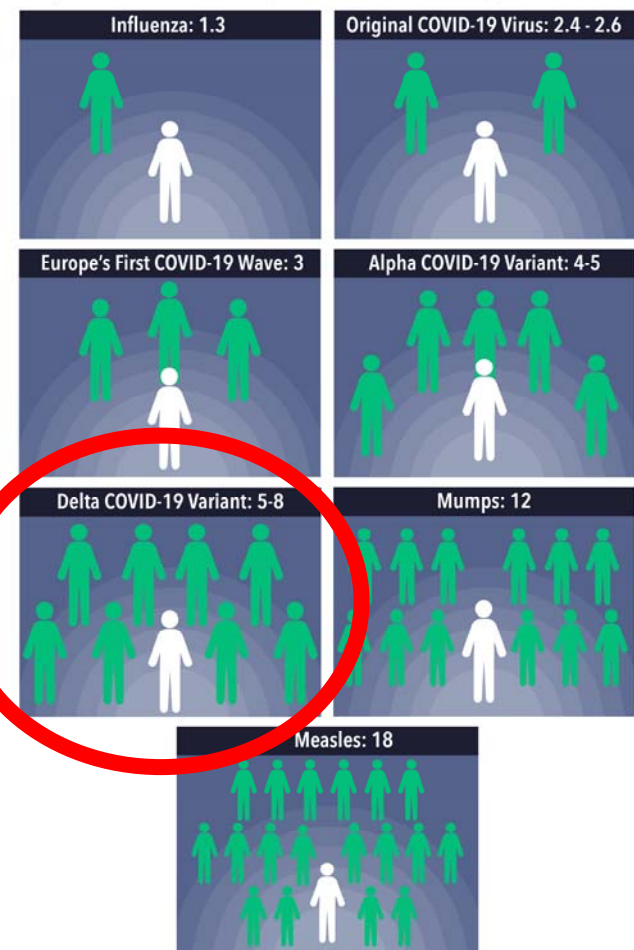 Influenza: 1.3
Original COVID-19 Virus: 2.4 - 2.6
Europe's First COVID-19 Wave: 3
Alpha COVID-19 Variant: 4-5
Delta COVID-19 Variant: 5-8
Mumps: 12
Measles: 18